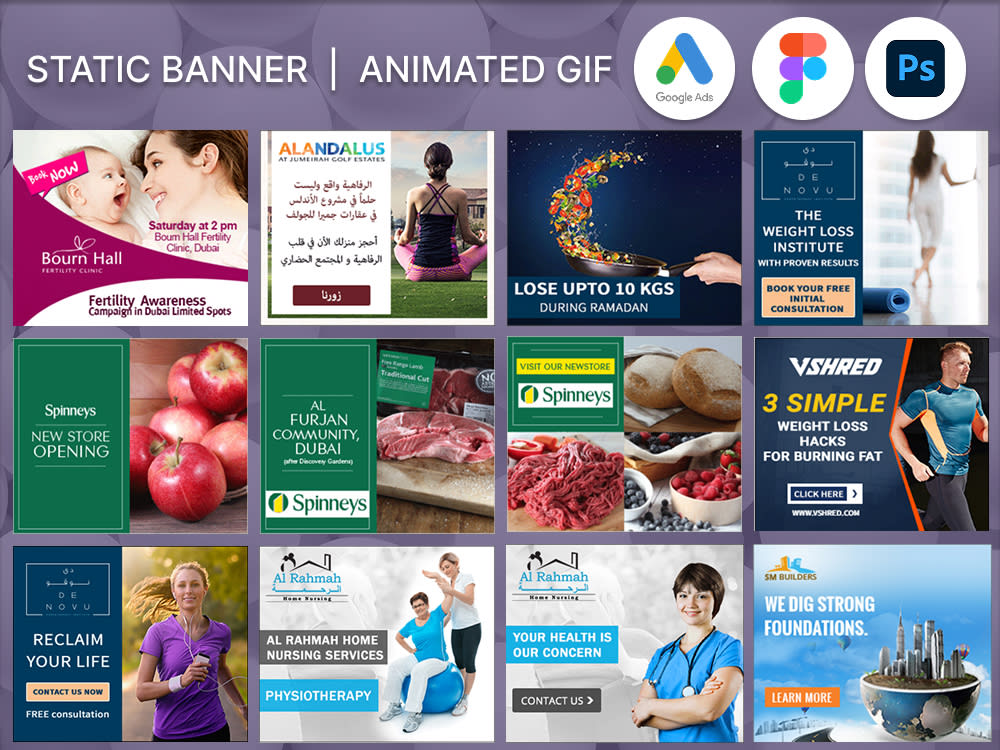 STATIC BANNER | ANIMATED GIF
Google Ads
Ps
Book NOW
Saturday at 2 pm
Bourn Hall Fertility
Clinic, Dubai
Bourn Hall
FERTILITY CLINIC
Fertility Awareness
Campaign in Dubai Limited Spots
ALANDALUS
AT JUMEIRAH GOLF ESTATES
الرفاهية واقع وليست
حلماً في مشروع الأندلس
في عقارات جميرا للجولف
أحجز منزلك الأن في قلب
الرفاهية و المجتمع الحضاري
زورنا
LOSE UPTO 10 KGS
DURING RAMADAN
دي
نوفو
DE
NOVU
THE
WEIGHT LOSS
INSTITUTE
WITH PROVEN RESULTS
BOOK YOUR FREE
INITIAL
CONSULTATION
Spinneys
NEW STORE
OPENING
AL
FURJAN
COMMUNITY,
DUBAI
(after Discovery Gardens)
Spinneys
Free Range Lamb
Traditional Cut
VISIT OUR NEWSTORE
Spinneys
VSHRED
3 SIMPLE
WEIGHT LOSS
HACKS
FOR BURNING FAT
CLICK HERE
WWW.VSHRED.COM
دي
نوفو
DE
NOVU
RECLAIM
YOUR LIFE
CONTACT US NOW
FREE consultation
Al Rahmah
الرحمة
Home Nursing
AL RAHMAH HOME
NURSING SERVICES
PHYSIOTHERAPY
Al Rahmah
الرحمة
Home Nursing
YOUR HEALTH IS
OUR CONCERN
CONTACT US
SM BUILDERS
WE DIG STRONG
FOUNDATIONS.
LEARN MORE